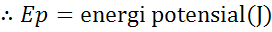 ∴ Ep = energi potensial(J)